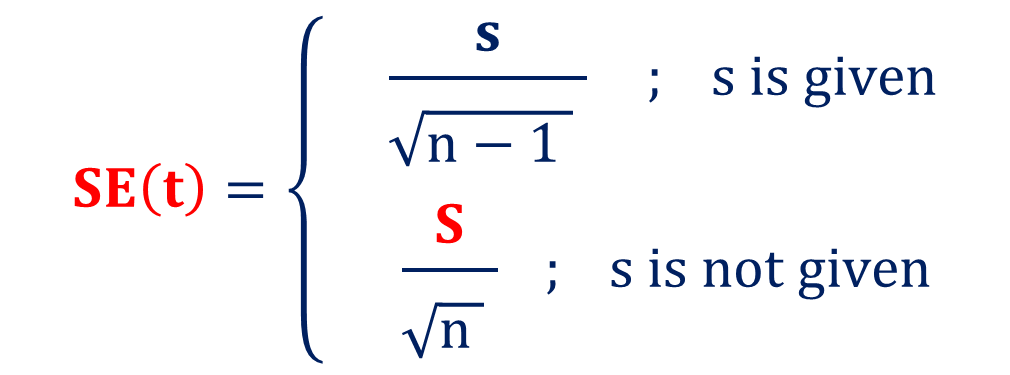 SE(t) = { s / √(n − 1) ; s is given
S / √n ; s is not given